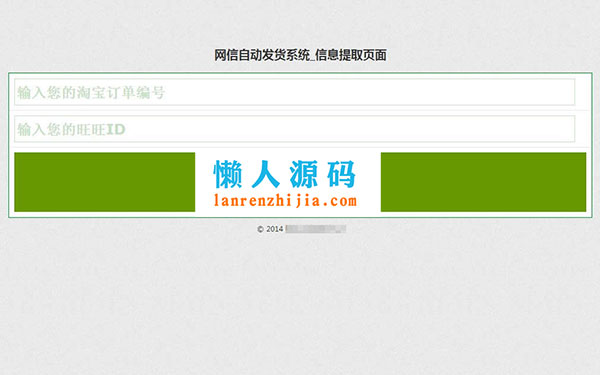 网信自动发货系统_信息提取页面
输入您的淘宝订单编号
输入您的旺旺ID
懒人源码
lanrenzhijia.com
© 2014